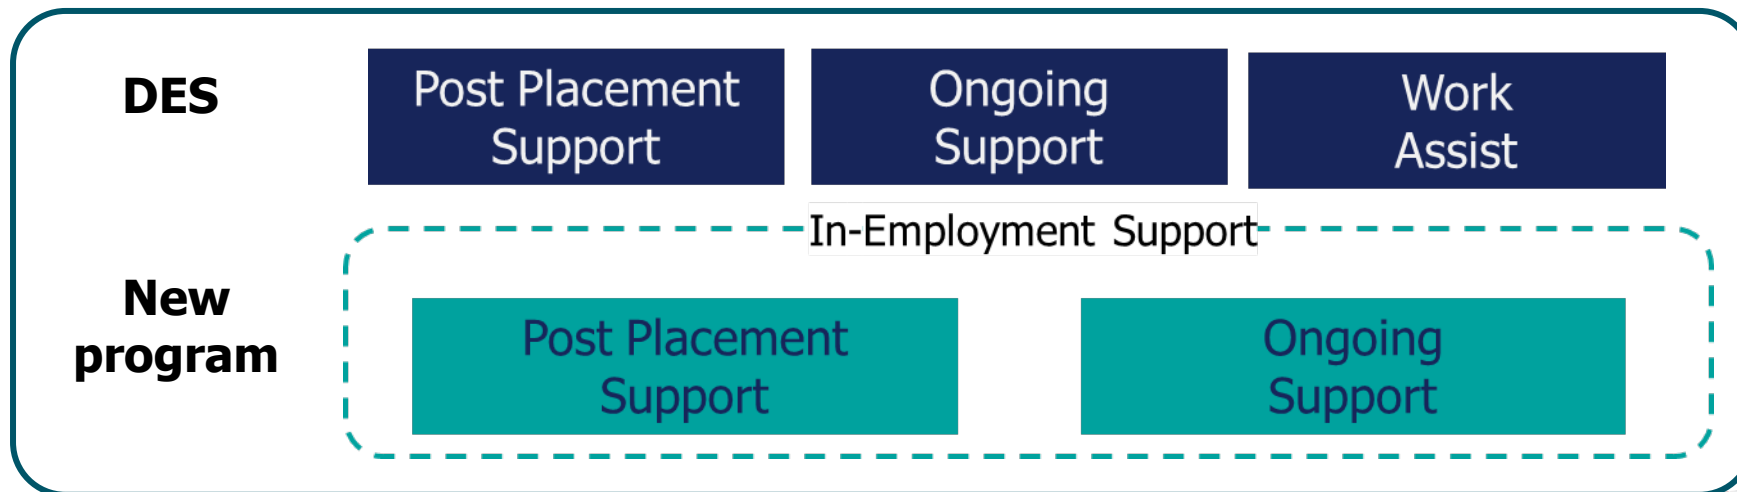 DES
Post Placement
Support
Ongoing
Support
Work
Assist
In-Employment Support
New
program
Post Placement
Support
Ongoing
Support